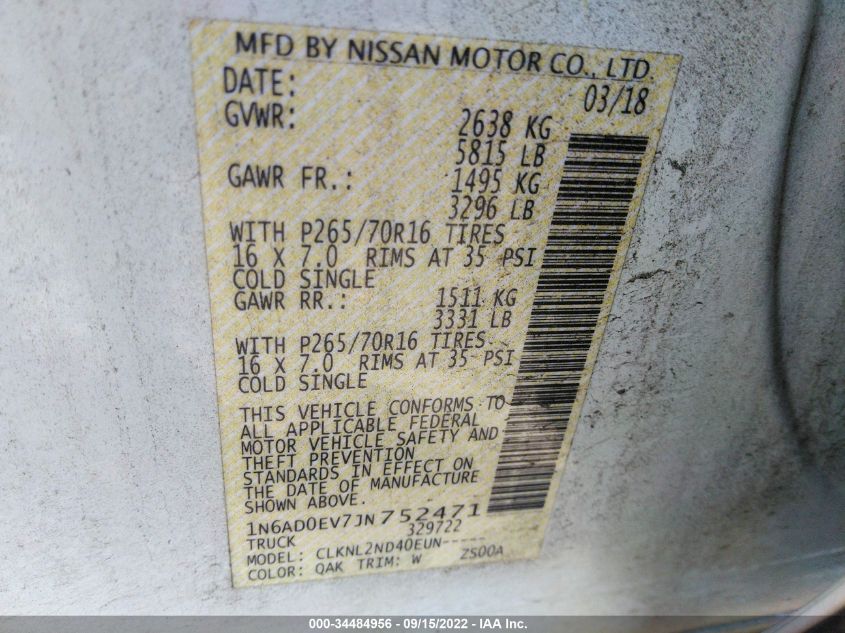 MFD BY NISSAN MOTOR CO., LTD.
DATE: 03/18
GVWR: 2638 KG
5815 LB
GAWR FR.: 1495 KG
3296 LB
WITH P265/70R16 TIRES
16 X 7.0 RIMS AT 35 PSI
COLD SINGLE
GAWR RR.: 1511 KG
3331 LB
WITH P265/70R16 TIRES
16 X 7.0 RIMS AT 35 PSI
COLD SINGLE
THIS VEHICLE CONFORMS TO
ALL APPLICABLE FEDERAL
MOTOR VEHICLE SAFETY AND
THEFT PREVENTION
STANDARDS IN EFFECT ON
THE DATE OF MANUFACTURE
SHOWN ABOVE.
1N6AD0EV7JN752471
TRUCK 329722
MODEL: CLKNL2ND40EUN-----
COLOR: QAK TRIM: W ZS00A
000-34484956 - 09/15/2022 - IAA Inc.